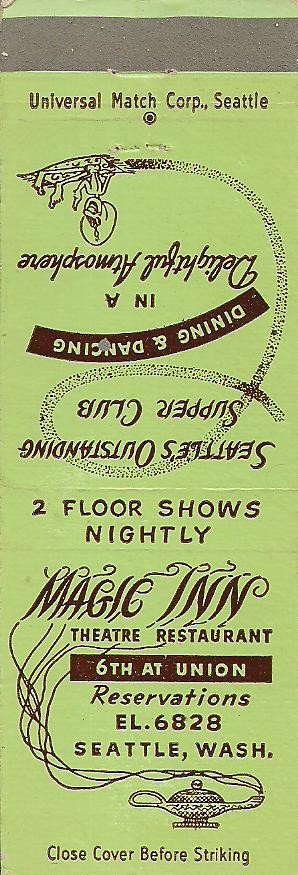 Universal Match Corp., Seattle
SEATTLE'S OUTSTANDING
SUPPER CLUB
DINING & DANCING
IN A
Delightful Atmosphere
2 FLOOR SHOWS
NIGHTLY
MAGIC INN
THEATRE RESTAURANT
6TH AT UNION
Reservations
EL.6828
SEATTLE, WASH.
Close Cover Before Striking